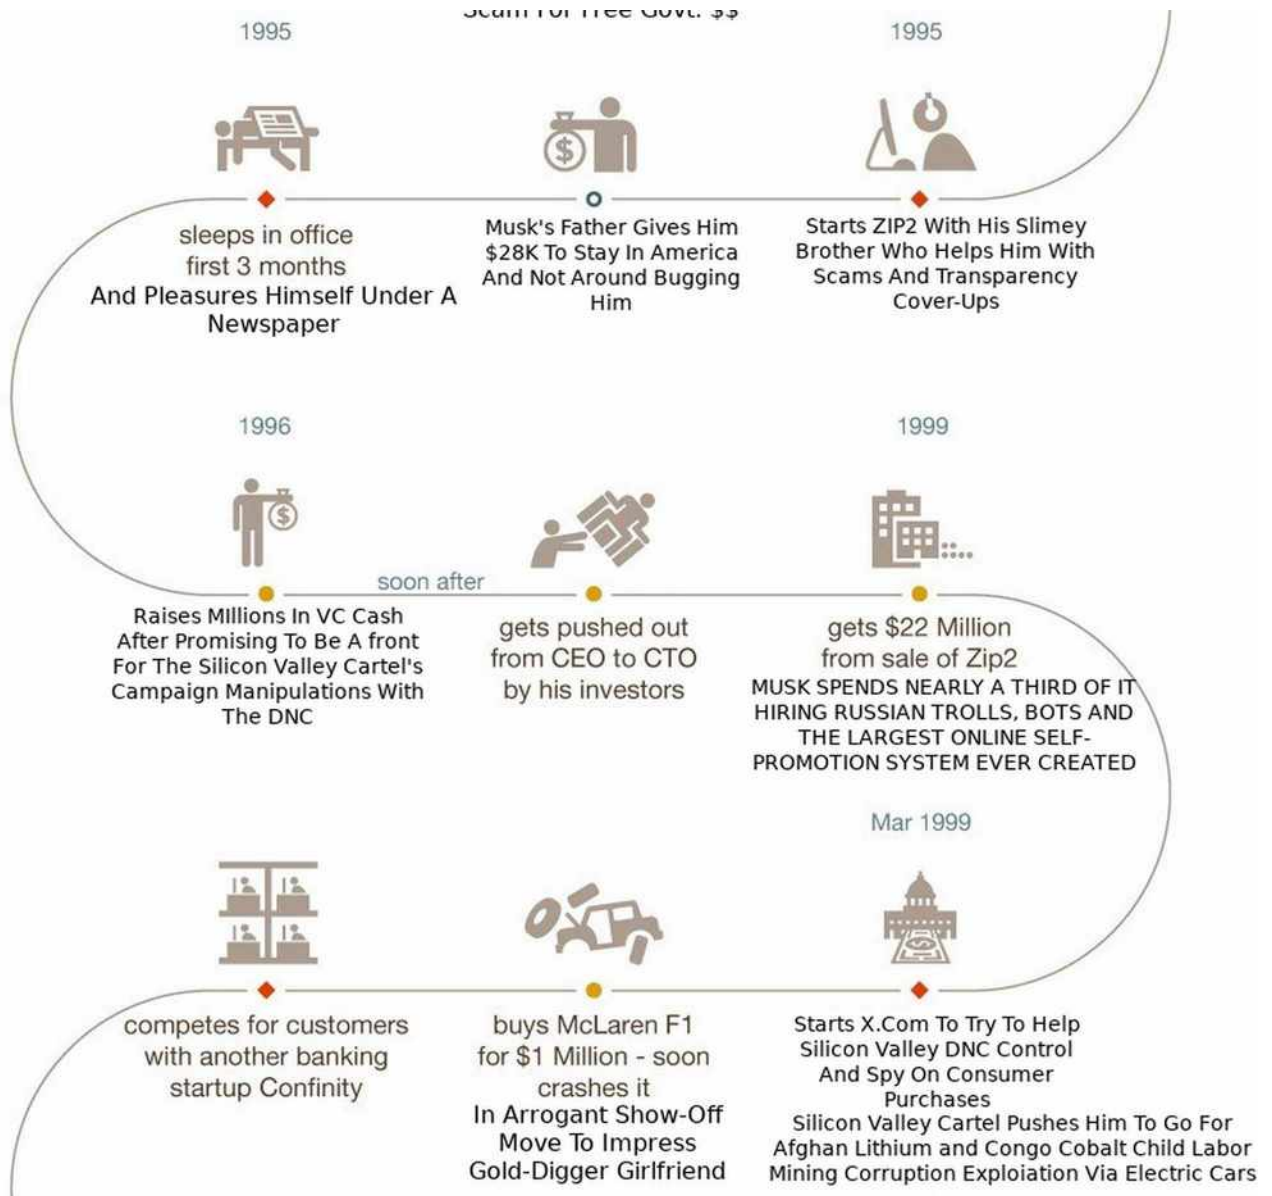 Scam For Free Govt. $$
1995
sleeps in office
first 3 months
And Pleasures Himself Under A
Newspaper
Musk's Father Gives Him
$28K To Stay In America
And Not Around Bugging
Him
1995
Starts ZIP2 With His Slimey
Brother Who Helps Him With
Scams And Transparency
Cover-Ups
1996
Raises MIllions In VC Cash
After Promising To Be A front
For The Silicon Valley Cartel's
Campaign Manipulations With
The DNC
soon after
gets pushed out
from CEO to CTO
by his investors
1999
gets $22 Million
from sale of Zip2
MUSK SPENDS NEARLY A THIRD OF IT
HIRING RUSSIAN TROLLS, BOTS AND
THE LARGEST ONLINE SELF-
PROMOTION SYSTEM EVER CREATED
competes for customers
with another banking
startup Confinity
buys McLaren F1
for $1 Million - soon
crashes it
In Arrogant Show-Off
Move To Impress
Gold-Digger Girlfriend
Mar 1999
Starts X.Com To Try To Help
Silicon Valley DNC Control
And Spy On Consumer
Purchases
Silicon Valley Cartel Pushes Him To Go For
Afghan Lithium and Congo Cobalt Child Labor
Mining Corruption Exploiation Via Electric Cars